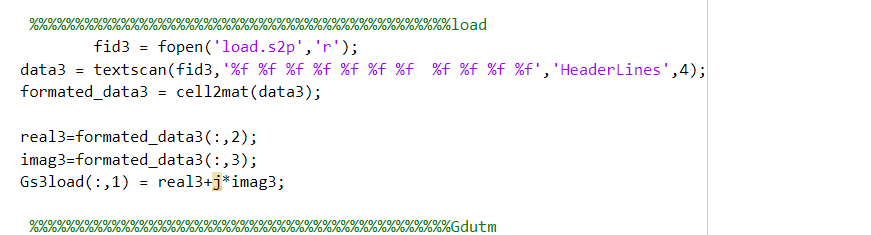 %%%%%%%%%%%%%%%%%%%%%%%%%%%%%%%%%%%%%%%%%%%%%%load
fid3 = fopen('load.s2p','r');
data3 = textscan(fid3,'%f %f %f %f %f %f %f  %f %f %f %f','HeaderLines',4);
formated_data3 = cell2mat(data3);
real3=formated_data3(:,2);
imag3=formated_data3(:,3);
Gs3load(:,1) = real3+j*imag3;
%%%%%%%%%%%%%%%%%%%%%%%%%%%%%%%%%%%%%%%%%%%%%%Gdutm